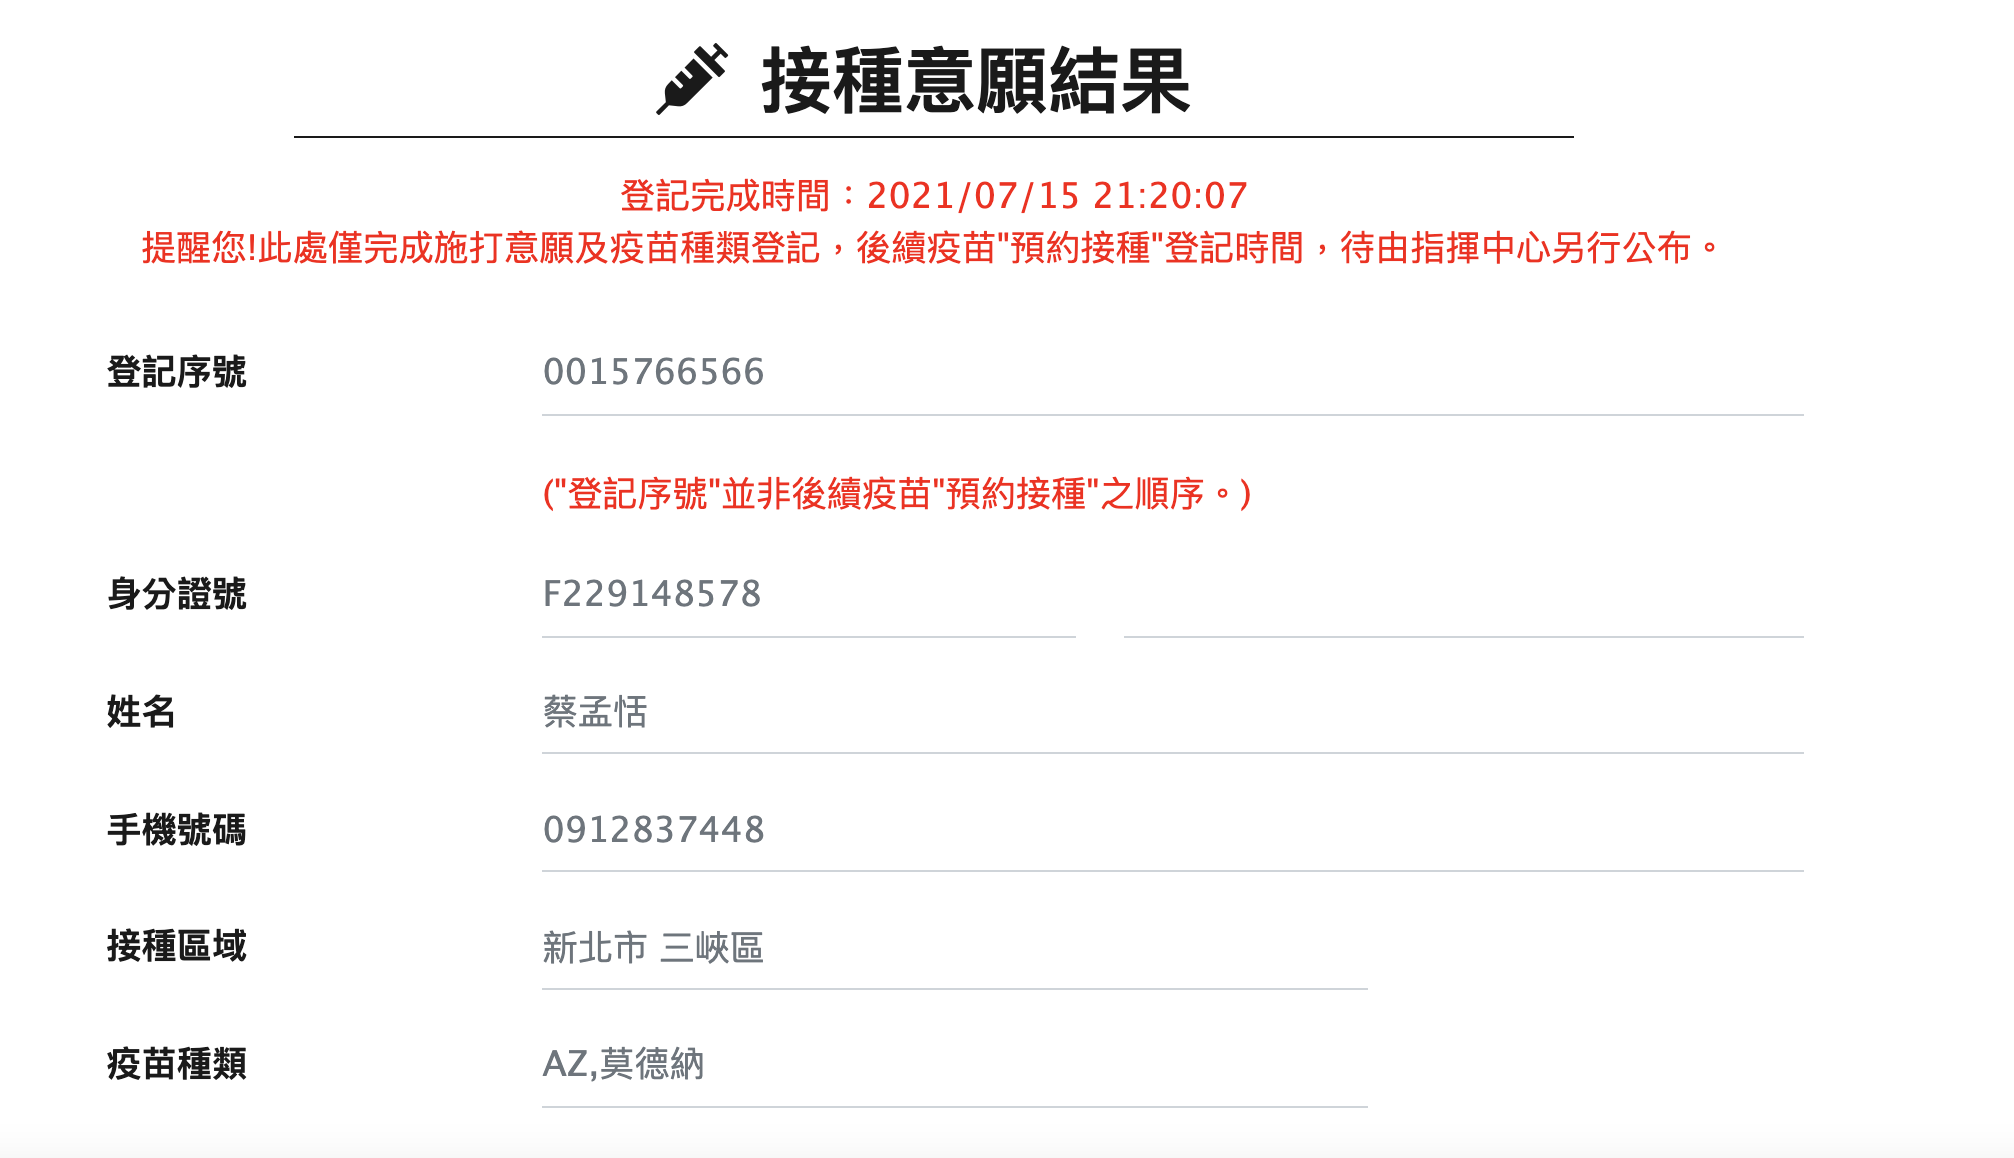 接種意願結果
登記完成時間：2021/07/15 21:20:07
提醒您!此處僅完成施打意願及疫苗種類登記，後續疫苗"預約接種"登記時間，待由指揮中心另行公布。
登記序號 0015766566
("登記序號"並非後續疫苗"預約接種"之順序。)
身分證號 F229148578
姓名 蔡孟恬
手機號碼 0912837448
接種區域 新北市 三峽區
疫苗種類 AZ,莫德納